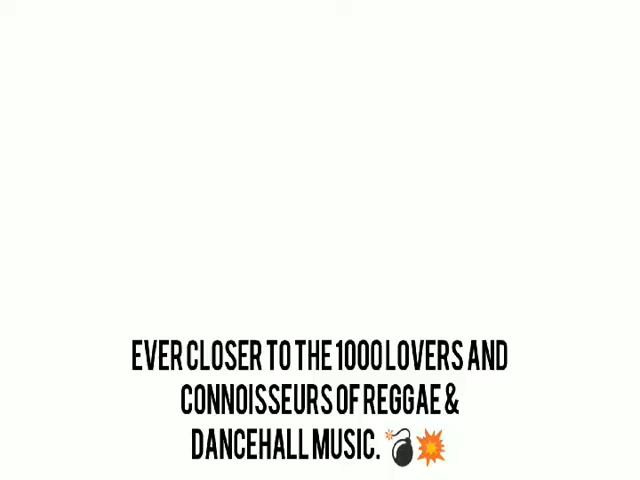 EVER CLOSER TO THE 1000 LOVERS AND
CONNOISSEURS OF REGGAE &
DANCEHALL MUSIC. 💣💥